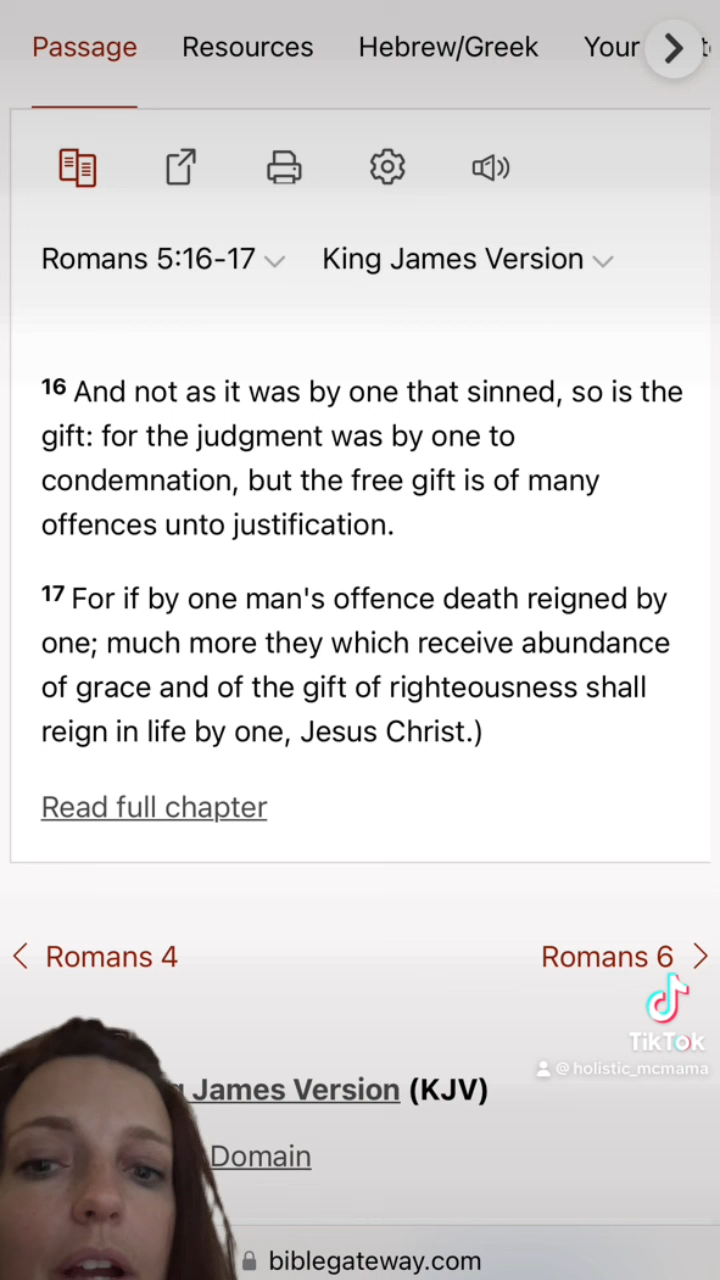 Passage Resources Hebrew/Greek Your
Romans 5:16-17 King James Version
16 And not as it was by one that sinned, so is the
gift: for the judgment was by one to
condemnation, but the free gift is of many
offences unto justification.
17 For if by one man's offence death reigned by
one; much more they which receive abundance
of grace and of the gift of righteousness shall
reign in life by one, Jesus Christ.)
Read full chapter
Romans 4 Romans 6
TikTok
@holistic_mcmama
James Version (KJV)
Domain
biblegateway.com